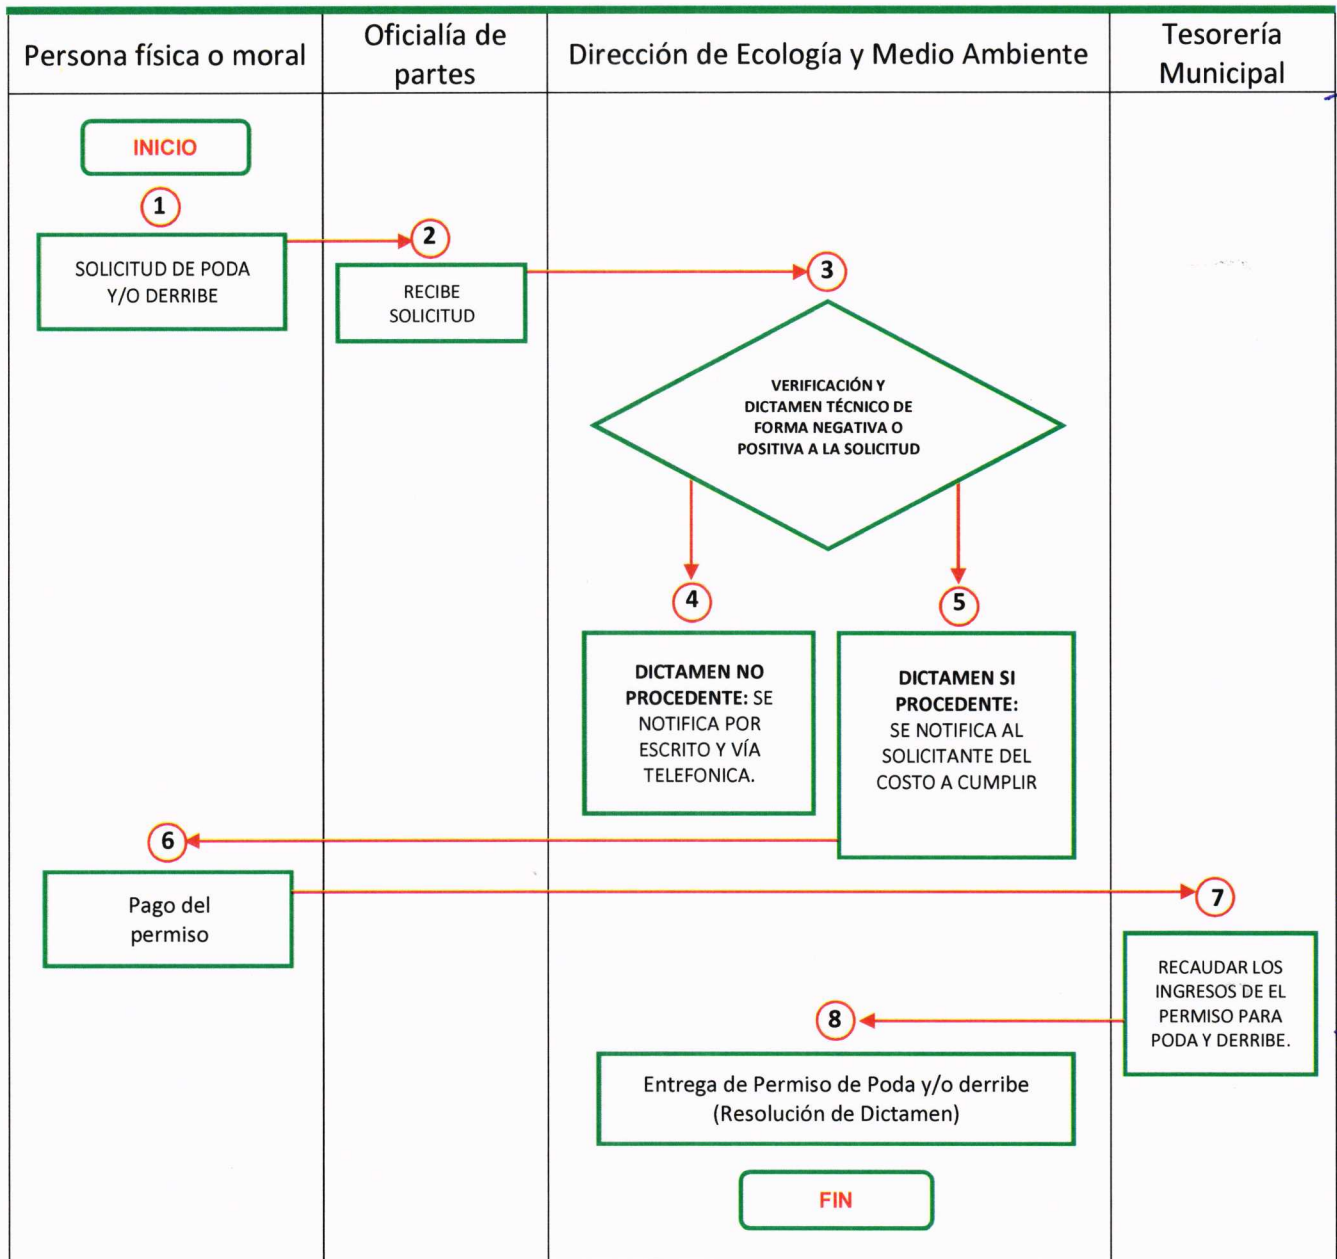 Persona física o moral
Oficialía de
partes
Dirección de Ecología y Medio Ambiente
Tesorería
Municipal
INICIO
1
SOLICITUD DE PODA
Y/O DERRIBE
2
RECIBE
SOLICITUD
3
VERIFICACIÓN Y
DICTAMEN TÉCNICO DE
FORMA NEGATIVA O
POSITIVA A LA SOLICITUD
4
DICTAMEN NO
PROCEDENTE: SE
NOTIFICA POR
ESCRITO Y VÍA
TELEFONICA.
5
DICTAMEN SI
PROCEDENTE:
SE NOTIFICA AL
SOLICITANTE DEL
COSTO A CUMPLIR
6
Pago del
permiso
7
RECAUDAR LOS
INGRESOS DE EL
PERMISO PARA
PODA Y DERRIBE.
8
Entrega de Permiso de Poda y/o derribe
(Resolución de Dictamen)
FIN